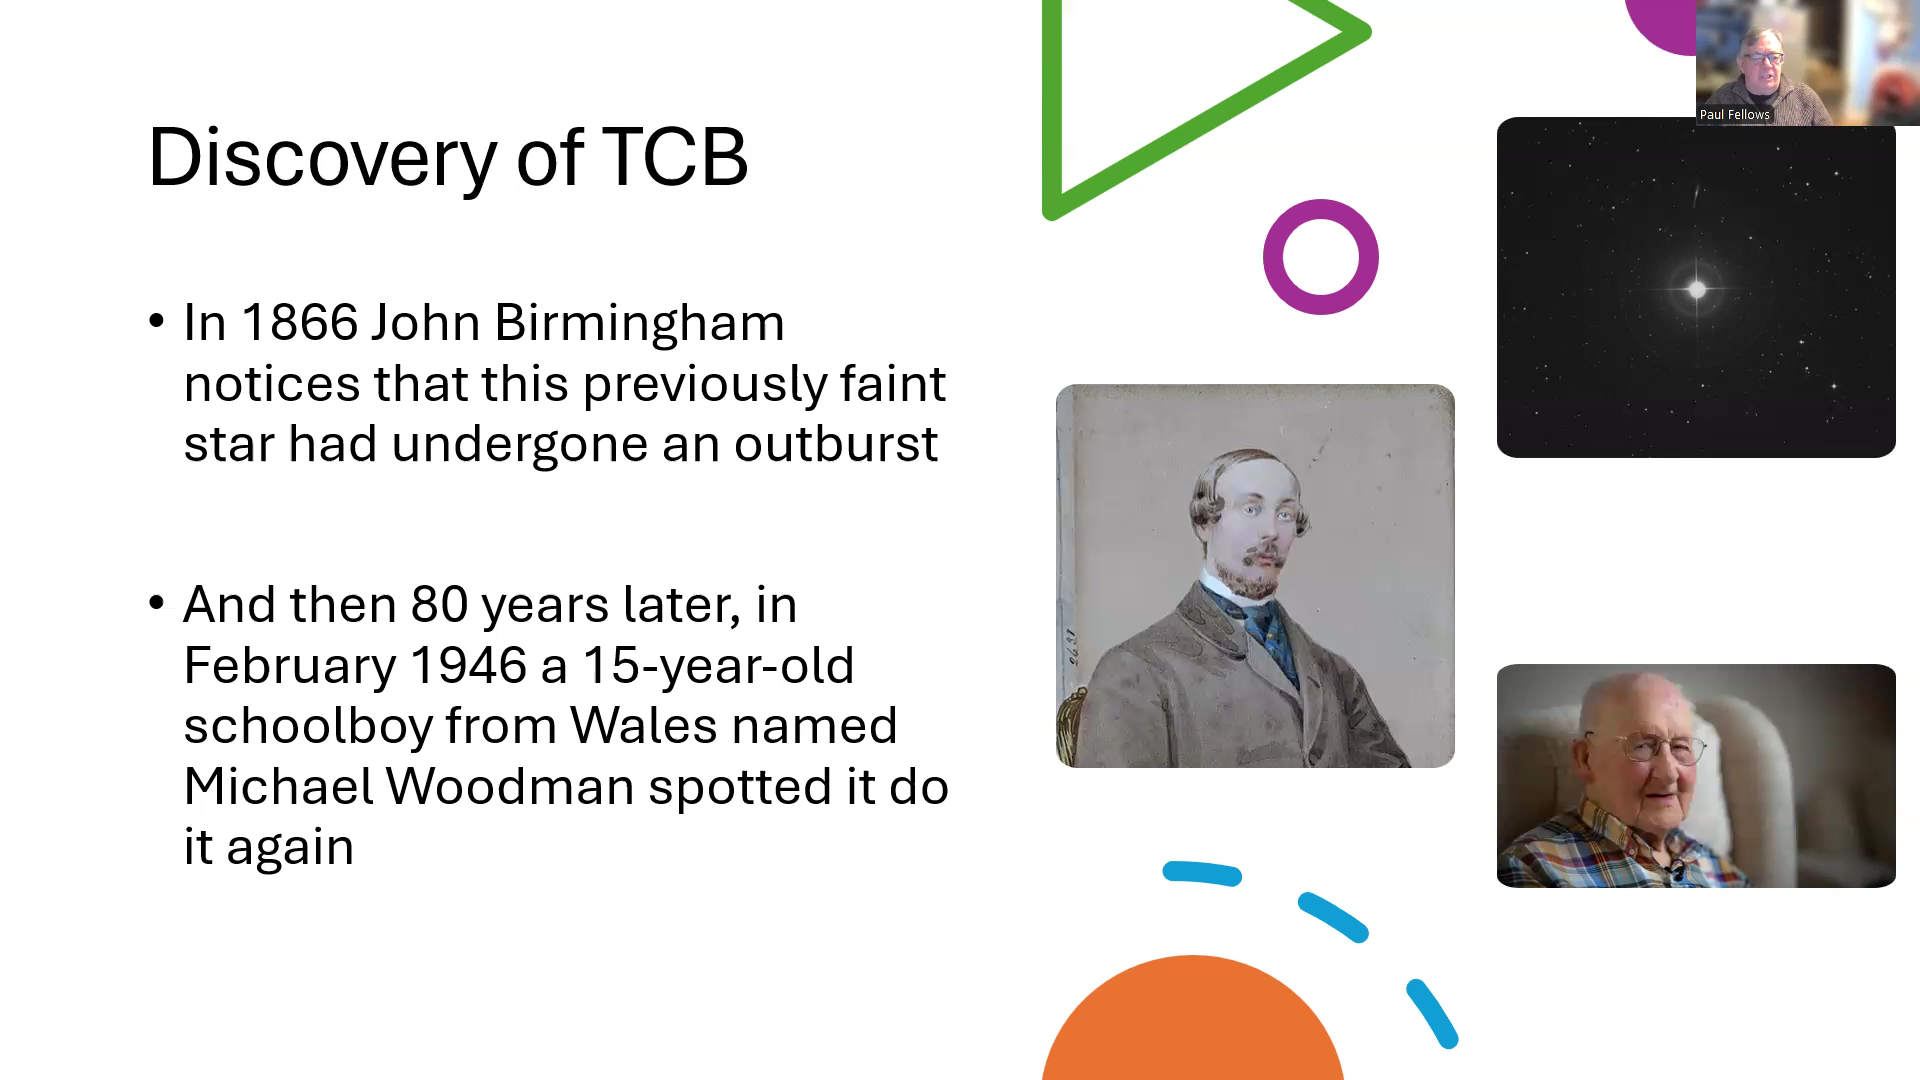 Paul Fellows
Discovery of TCB
• In 1866 John Birmingham
notices that this previously faint
star had undergone an outburst
• And then 80 years later, in
February 1946 a 15-year-old
schoolboy from Wales named
Michael Woodman spotted it do
it again